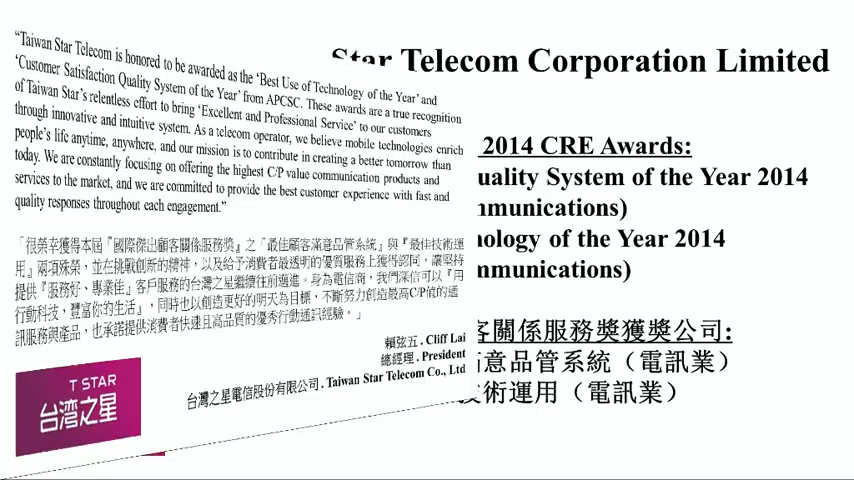 “Taiwan Star Telecom is honored to be awarded as the ‘Best Use of Technology of the Year’ and
‘Customer Satisfaction Quality System of the Year’ from APCSC. These awards are a true recognition
of Taiwan Star’s relentless effort to bring ‘Excellent and Professional Service’ to our customers
through innovative and intuitive system. As a telecom operator, we believe mobile technologies enrich
people’s life anytime, anywhere, and our mission is to contribute in creating a better tomorrow than
today. We are constantly focusing on offering the highest C/P value communication products and
services to the market, and we are committed to provide the best customer experience with fast and
quality responses throughout each engagement.”
「很榮幸獲得本屆『國際傑出顧客關係服務獎』之「最佳顧客滿意品管系統』與『最佳技術運
用』兩項殊榮，並在挑戰創新的精神，以及給予消費者最透明的優質服務上獲得認同，讓堅持
提供『服務好、專業佳』客戶服務的台灣之星繼續往前邁進。身為電信商，我們深信可以『用
行動科技，豐富你的生活』，同時也以創造更好的明天為目標，不斷努力創造最高C/P值的通
訊服務與產品，也承諾提供消費者快速且高品質的優秀行動通訊經驗。」
賴弦五 . Cliff Lai
總經理 . President
台灣之星電信股份有限公司 . Taiwan Star Telecom Co., Ltd
T STAR
台灣之星
Star Telecom Corporation Limited
2014 CRE Awards:
uality System of the Year 2014
mmunications)
nology of the Year 2014
mmunications)
客關係服務獎獲獎公司:
意品管系統（電訊業）
技術運用（電訊業）